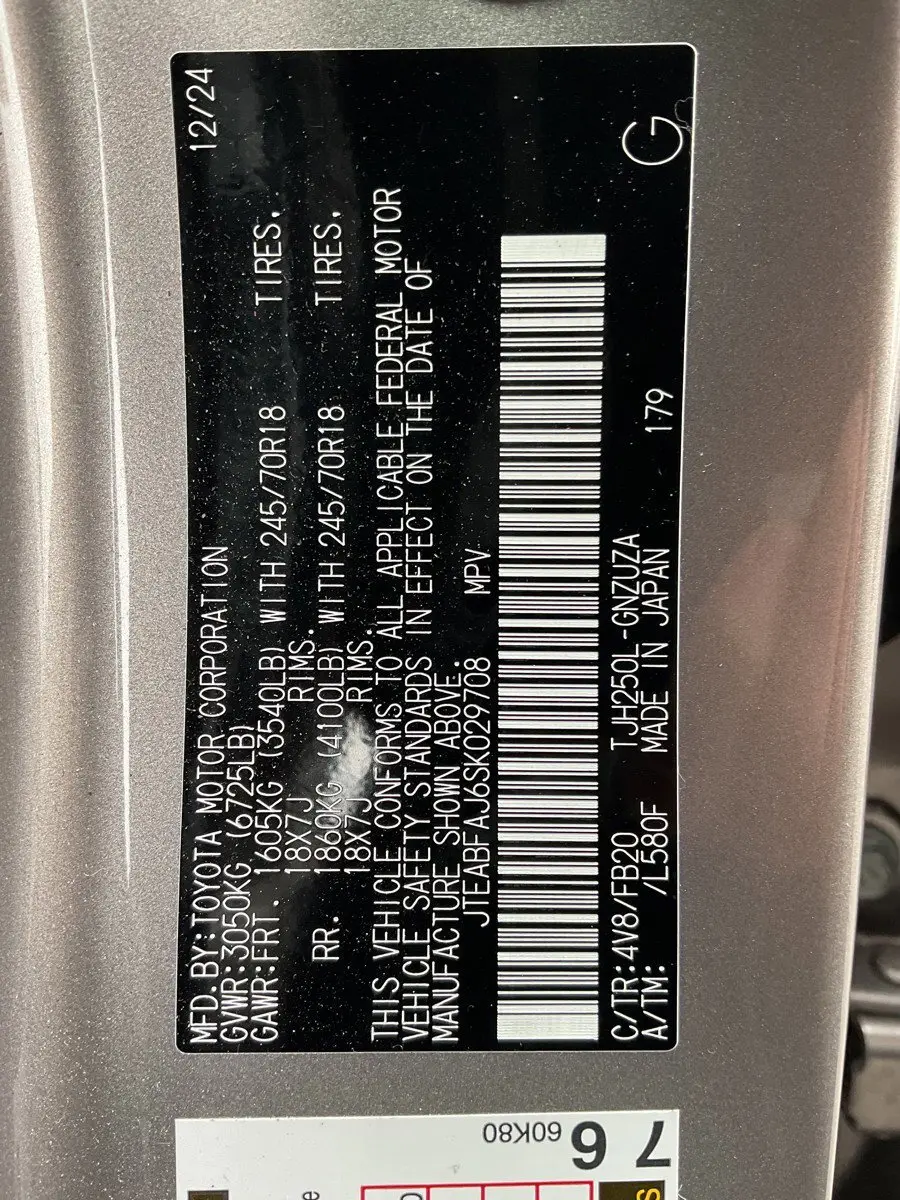 MFD.BY:TOYOTA MOTOR CORPORATION 12/24
GVWR:3050KG (6725LB)
GAWR:FRT. 1605KG (3540LB) WITH 245/70R18 TIRES,
18X7J RIMS.
RR. 1860KG (4100LB) WITH 245/70R18 TIRES,
18X7J RIMS.
THIS VEHICLE CONFORMS TO ALL APPLICABLE FEDERAL MOTOR
VEHICLE SAFETY STANDARDS IN EFFECT ON THE DATE OF
MANUFACTURE SHOWN ABOVE.
JTEABFAJ6SK029708 MPV
C/TR:4V8/FB20 TJH250L-GNZUZA
A/TM: /L580F MADE IN JAPAN 179
G
60K80
76